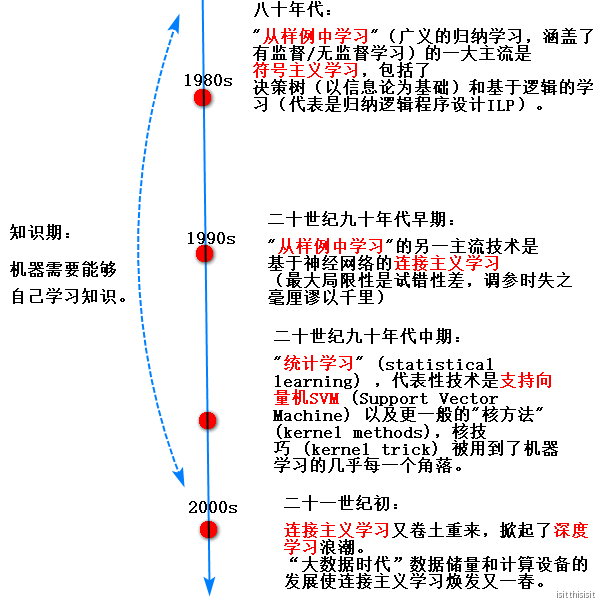 八十年代：
"从样例中学习"（广义的归纳学习，涵盖了
有监督/无监督学习）的一大主流是
符号主义学习，包括了
决策树（以信息论为基础）和基于逻辑的学
习（代表是归纳逻辑程序设计ILP）。
1980s
二十世纪九十年代早期：
1990s
"从样例中学习"的另一主流技术是
基于神经网络的连接主义学习
（最大局限性是试错性差，调参时失之
毫厘谬以千里）
知识期：
机器需要能够
自己学习知识。
二十世纪九十年代中期：
"统计学习" (statistical
learning) ，代表性技术是支持向
量机SVM (Support Vector
Machine) 以及更一般的"核方法"
(kernel methods)，核技
巧 (kernel trick) 被用到了机器
学习的几乎每一个角落。
2000s
二十一世纪初：
连接主义学习又卷土重来，掀起了深度
学习浪潮。
“大数据时代”数据储量和计算设备的
发展使连接主义学习焕发又一春。
isitthisisit